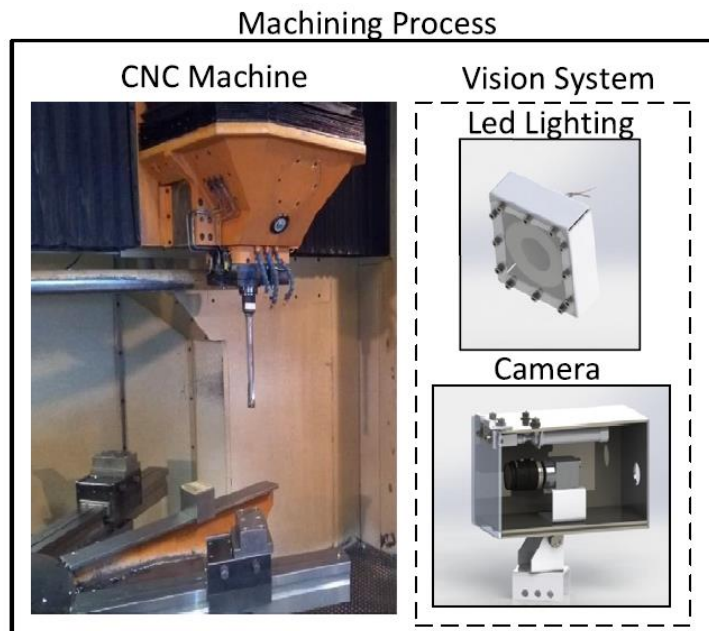 Machining Process
CNC Machine
Vision System
Led Lighting
Camera